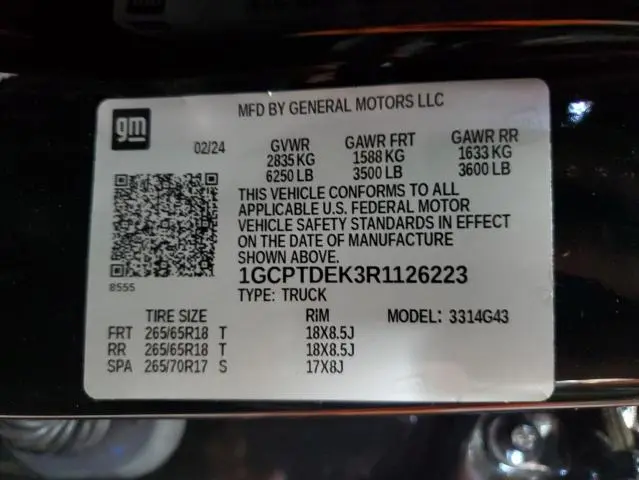 gm
MFD BY GENERAL MOTORS LLC
02/24
GVWR GAWR FRT GAWR RR
2835 KG 1588 KG 1633 KG
6250 LB 3500 LB 3600 LB
THIS VEHICLE CONFORMS TO ALL
APPLICABLE U.S. FEDERAL MOTOR
VEHICLE SAFETY STANDARDS IN EFFECT
ON THE DATE OF MANUFACTURE
SHOWN ABOVE.
8555
1GCPTDEK3R1126223
TYPE: TRUCK
TIRE SIZE RIM MODEL: 3314G43
FRT 265/65R18 T 18X8.5J
RR 265/65R18 T 18X8.5J
SPA 265/70R17 S 17X8J